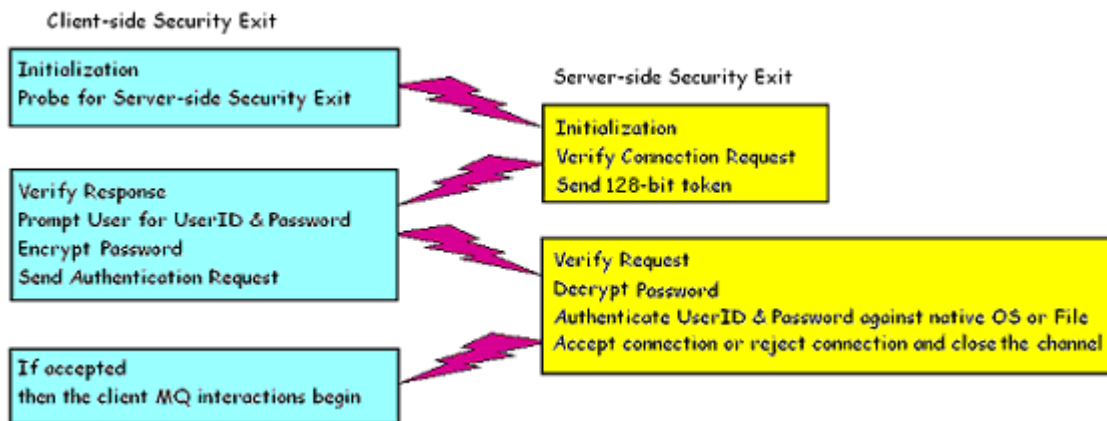 Client-side Security Exit
Initialization
Probe for Server-side Security Exit
Server-side Security Exit
Initialization
Verify Connection Request
Send 128-bit token
Verify Response
Prompt User for UserID & Password
Encrypt Password
Send Authentication Request
Verify Request
Decrypt Password
Authenticate UserID & Password against native OS or File
Accept connection or reject connection and close the channel
If accepted
then the client MQ interactions begin